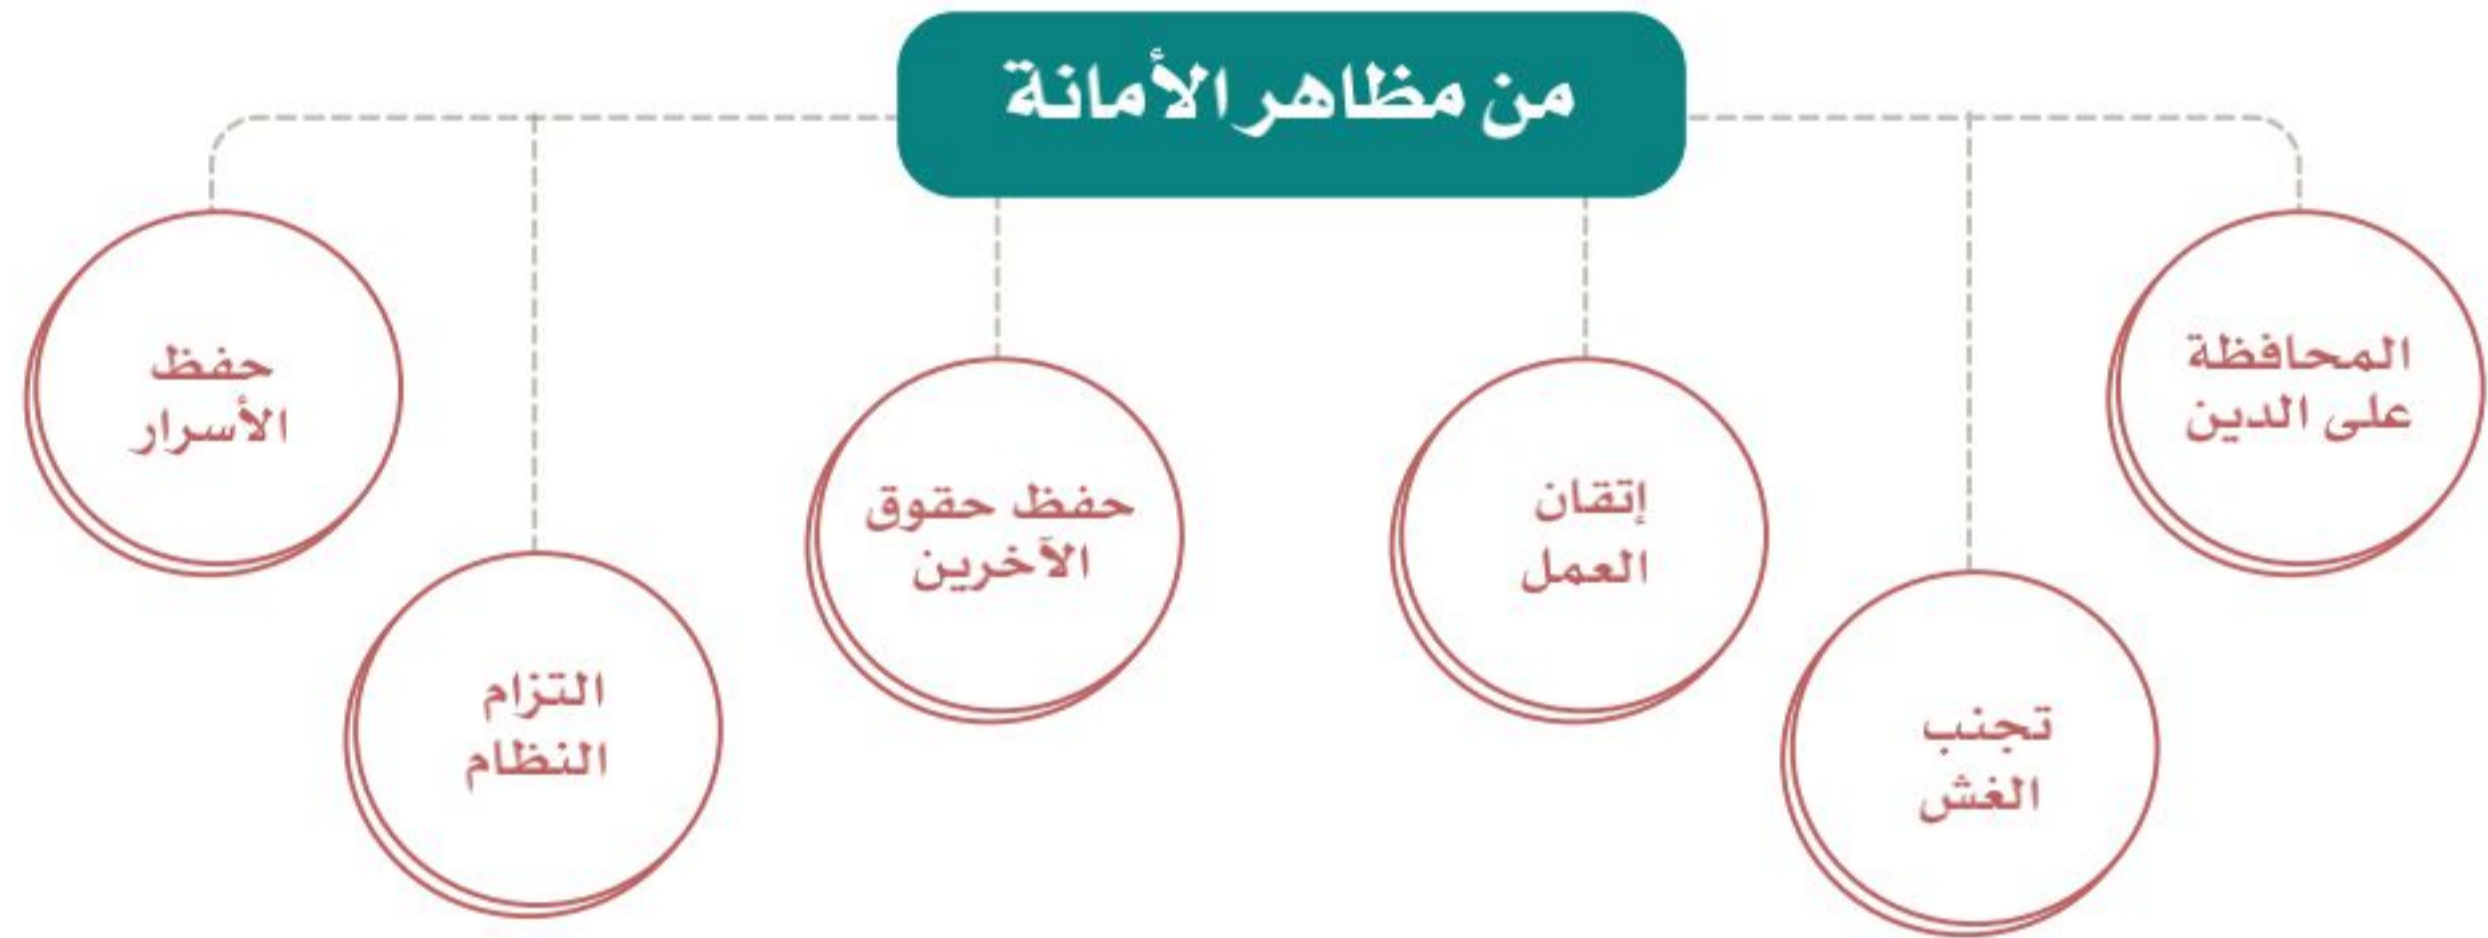 من مظاهر الأمانة
المحافظة
على الدين
تجنب
الغش
إتقان
العمل
حفظ حقوق
الآخرين
التزام
النظام
حفظ
الأسرار